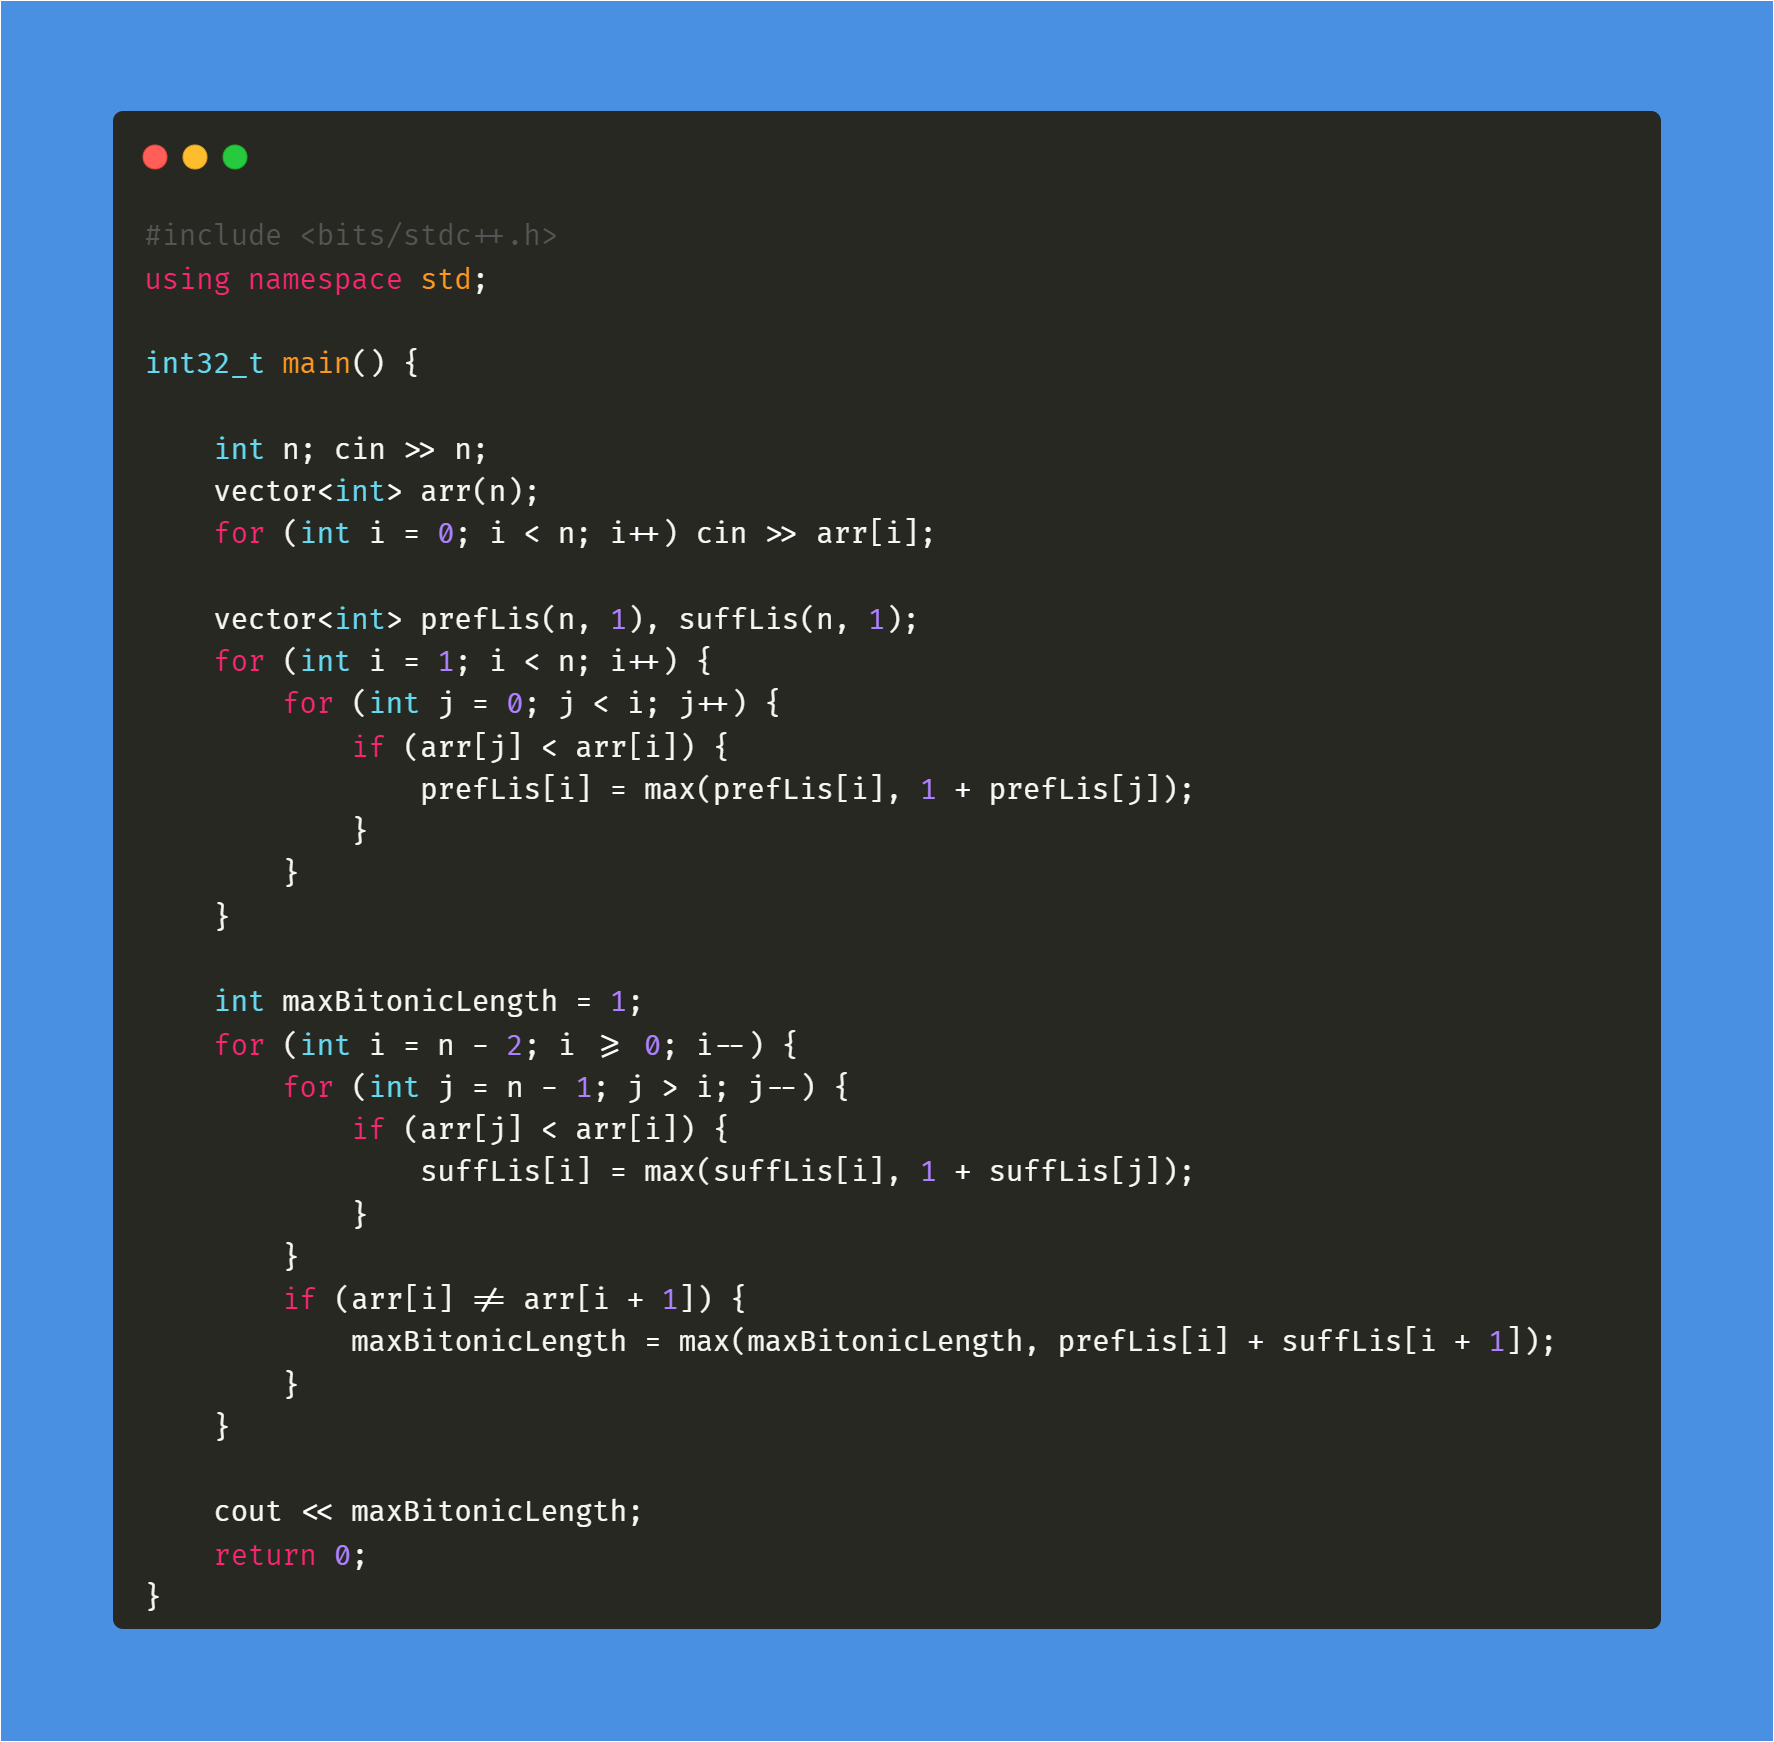 #include <bits/stdc++.h>
using namespace std;

int32_t main() {

    int n; cin >> n;
    vector<int> arr(n);
    for (int i = 0; i < n; i++) cin >> arr[i];

    vector<int> prefLis(n, 1), suffLis(n, 1);
    for (int i = 1; i < n; i++) {
        for (int j = 0; j < i; j++) {
            if (arr[j] < arr[i]) {
                prefLis[i] = max(prefLis[i], 1 + prefLis[j]);
            }
        }
    }

    int maxBitonicLength = 1;
    for (int i = n - 2; i >= 0; i--) {
        for (int j = n - 1; j > i; j--) {
            if (arr[j] < arr[i]) {
                suffLis[i] = max(suffLis[i], 1 + suffLis[j]);
            }
        }
        if (arr[i] != arr[i + 1]) {
            maxBitonicLength = max(maxBitonicLength, prefLis[i] + suffLis[i + 1]);
        }
    }

    cout << maxBitonicLength;
    return 0;
}